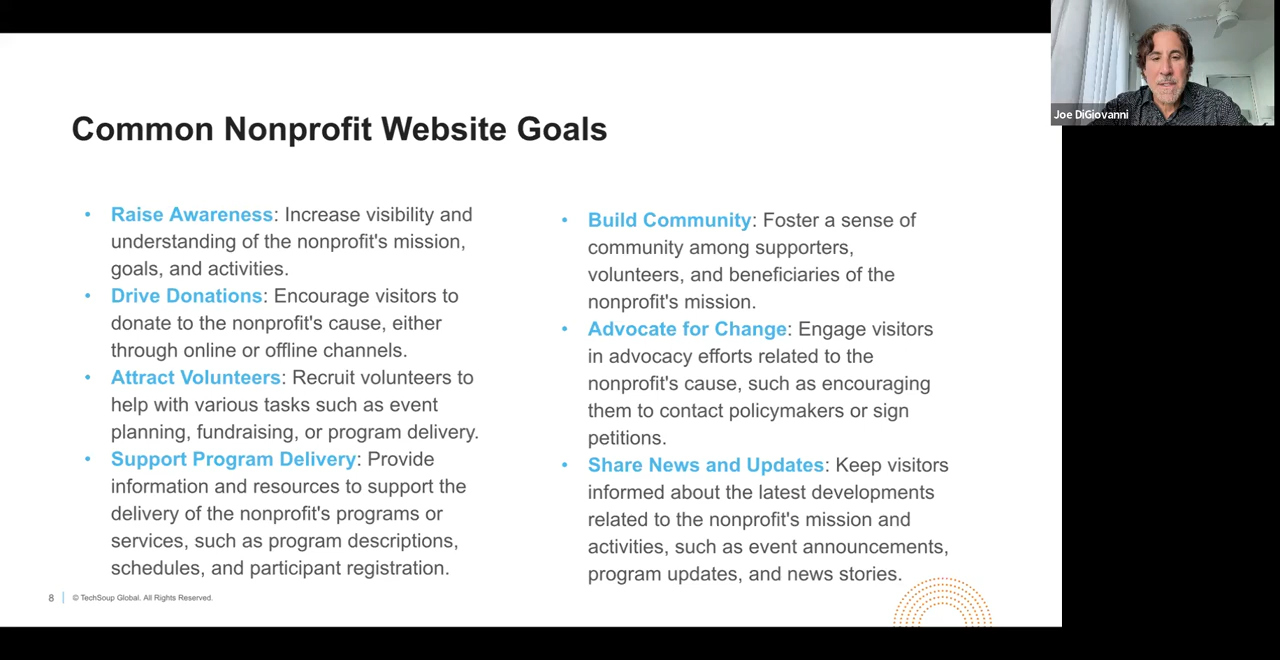 Common Nonprofit Website Goals
• Raise Awareness: Increase visibility and
understanding of the nonprofit's mission,
goals, and activities.
• Drive Donations: Encourage visitors to
donate to the nonprofit's cause, either
through online or offline channels.
• Attract Volunteers: Recruit volunteers to
help with various tasks such as event
planning, fundraising, or program delivery.
• Support Program Delivery: Provide
information and resources to support the
delivery of the nonprofit's programs or
services, such as program descriptions,
schedules, and participant registration.
• Build Community: Foster a sense of
community among supporters,
volunteers, and beneficiaries of the
nonprofit's mission.
• Advocate for Change: Engage visitors
in advocacy efforts related to the
nonprofit's cause, such as encouraging
them to contact policymakers or sign
petitions.
• Share News and Updates: Keep visitors
informed about the latest developments
related to the nonprofit's mission and
activities, such as event announcements,
program updates, and news stories.
8 | © TechSoup Global. All Rights Reserved.
Joe DiGiovanni